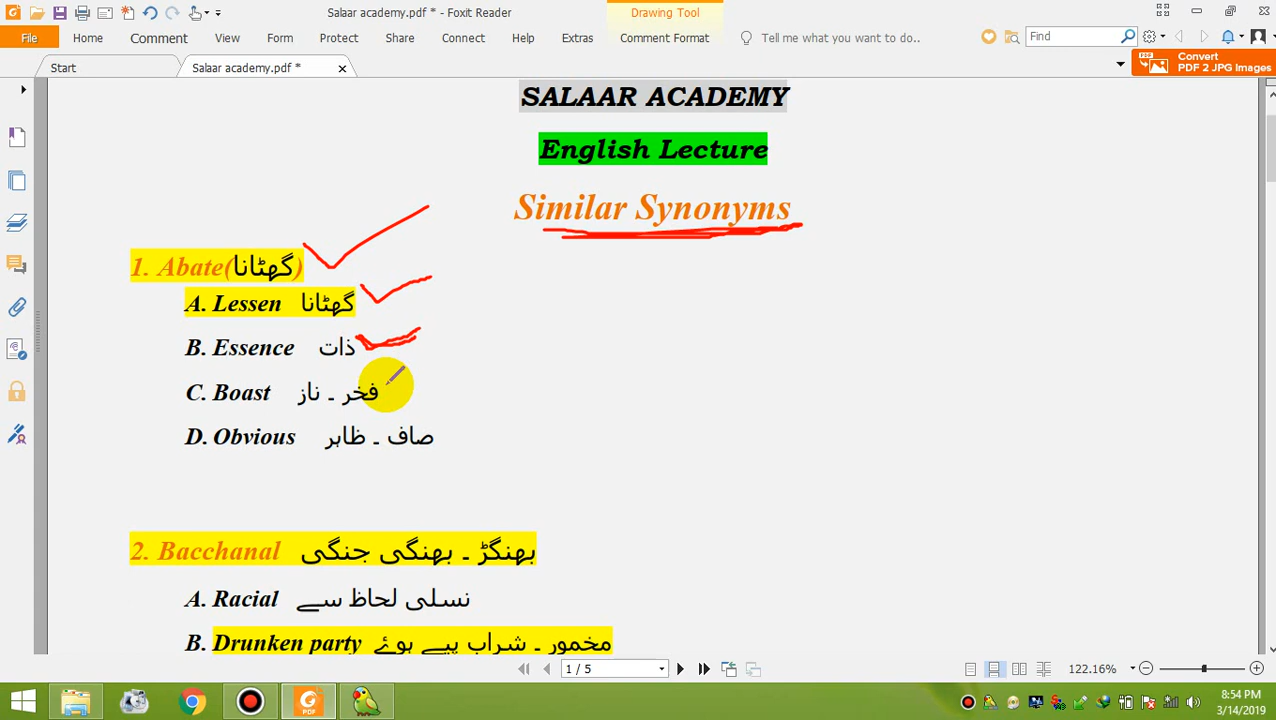 Salaar academy.pdf * - Foxit Reader
Drawing Tool
File Home Comment View Form Protect Share Connect Help Extras Comment Format Tell me what you want to do.. Find
Start Salaar academy.pdf * Convert PDF 2 JPG Images
SALAAR ACADEMY
English Lecture
Similar Synonyms
1. Abate(گھٹانا)
A. Lessen گھٹانا
B. Essence ذات
C. Boast فخر ۔ ناز
D. Obvious صاف ۔ ظاہر
2. Bacchanal بھنگڑ ۔ بھنگی جنگی
A. Racial نسلی لحاظ سے
B. Drunken party مخمور ۔ شراب پیے ہوۓ
1 / 5 122.16%
8:54 PM
3/14/2019